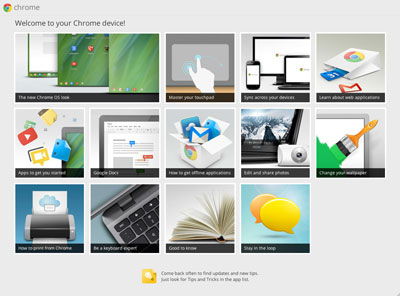 chrome
Welcome to your Chrome device!
The new Chrome OS look
Master your touchpad
Sync across your devices
Learn about web applications
Apps to get you started
Google Docs
How to get offline applications
Edit and share photos
Change your wallpaper
How to print from Chrome
Be a keyboard expert
Good to know
Stay in the loop
Come back often to find updates and new tips.
Just look for Tips and Tricks in the app list.